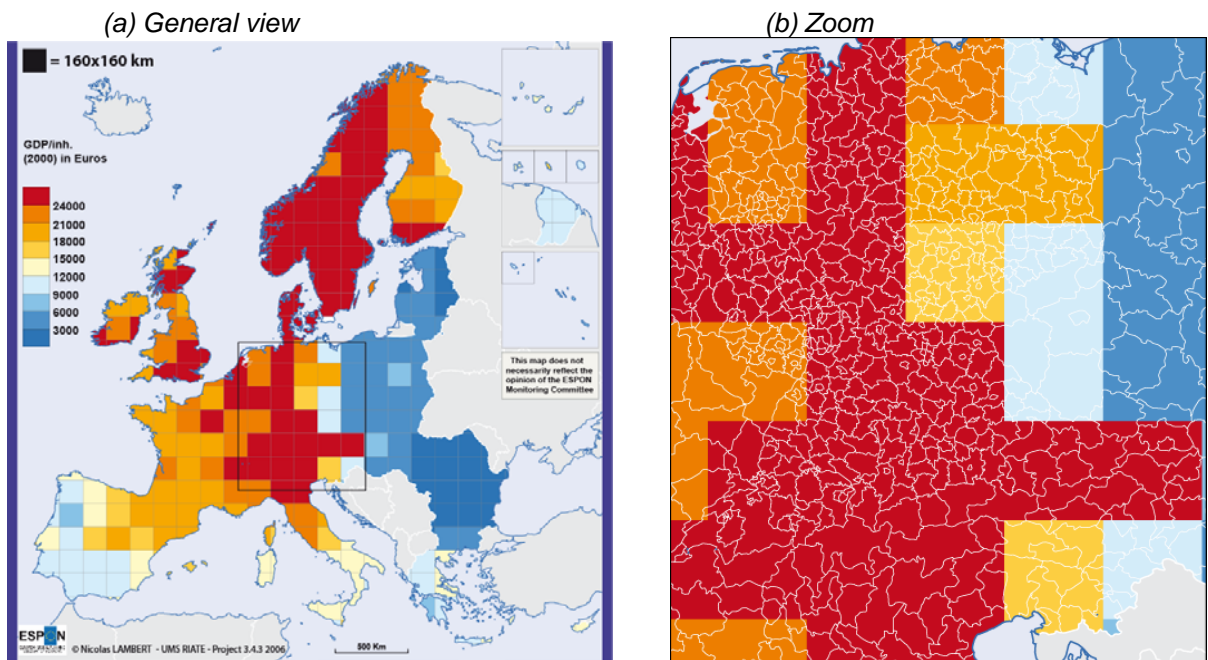 (a) General view
(b) Zoom
= 160x160 km
GDP/inh.
(2000) in Euros
24000
21000
18000
15000
12000
9000
6000
3000
This map does not
necessarily reflect the
opinion of the ESPON
Monitoring Committee
ESPON
© Nicolas LAMBERT - UMS RIATE - Project 3.4.3 2006
500 Km